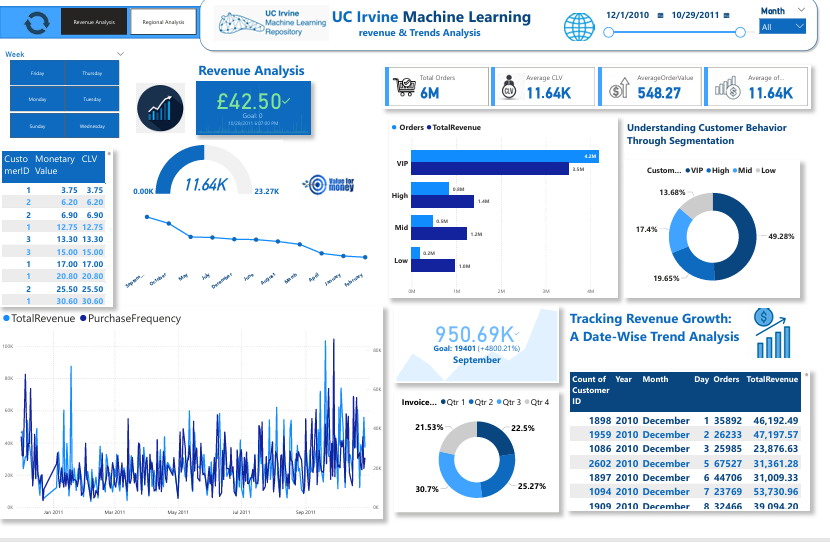 Revenue Analysis
Regional Analysis
UC Irvine
Machine Learning
Repository
UC Irvine Machine Learning
revenue & Trends Analysis
12/1/2010
10/29/2011
Month
All
Week
Friday
Thursday
Monday
Tuesday
Sunday
Wednesday
Revenue Analysis
£42.50
Goal: 0
10/28/2011 6:07:00 PM
Total Orders
6M
Average CLV
11.64K
AverageOrderValue
548.27
Average of...
11.64K
CLV
CustomerID Monetary Value CLV
1 3.75 3.75
2 6.20 6.20
2 6.90 6.90
1 12.75 12.75
3 13.30 13.30
3 15.00 15.00
1 17.00 17.00
1 20.80 20.80
2 25.50 25.50
1 30.60 30.60
0.00K
11.64K
23.27K
Value for
money
Septem...
October
May
July
December
June
August
March
April
January
February
Orders TotalRevenue
VIP
4.2M
3.5M
High
0.8M
1.4M
Mid
0.5M
1.2M
Low
0.2M
1.0M
0M 1M 2M 3M 4M
Understanding Customer Behavior
Through Segmentation
Custom... VIP High Mid Low
13.68%
17.4%
49.28%
19.65%
TotalRevenue PurchaseFrequency
100K
80K
60K
40K
20K
0K
80K
60K
40K
20K
0K
Jan 2011 Mar 2011 May 2011 Jul 2011 Sep 2011
950.69K
Goal: 19401 (+4800.21%)
September
Invoice... Qtr 1 Qtr 2 Qtr 3 Qtr 4
21.53%
22.5%
30.7%
25.27%
Tracking Revenue Growth:
A Date-Wise Trend Analysis
Count of Customer ID Year Month Day Orders TotalRevenue
1898 2010 December 1 35892 46,192.49
1959 2010 December 2 26233 47,197.57
1086 2010 December 3 25985 23,876.63
2602 2010 December 5 67527 31,361.28
1897 2010 December 6 44706 31,009.33
1094 2010 December 7 23769 53,730.96
1909 2010 December 8 32466 39,094.20